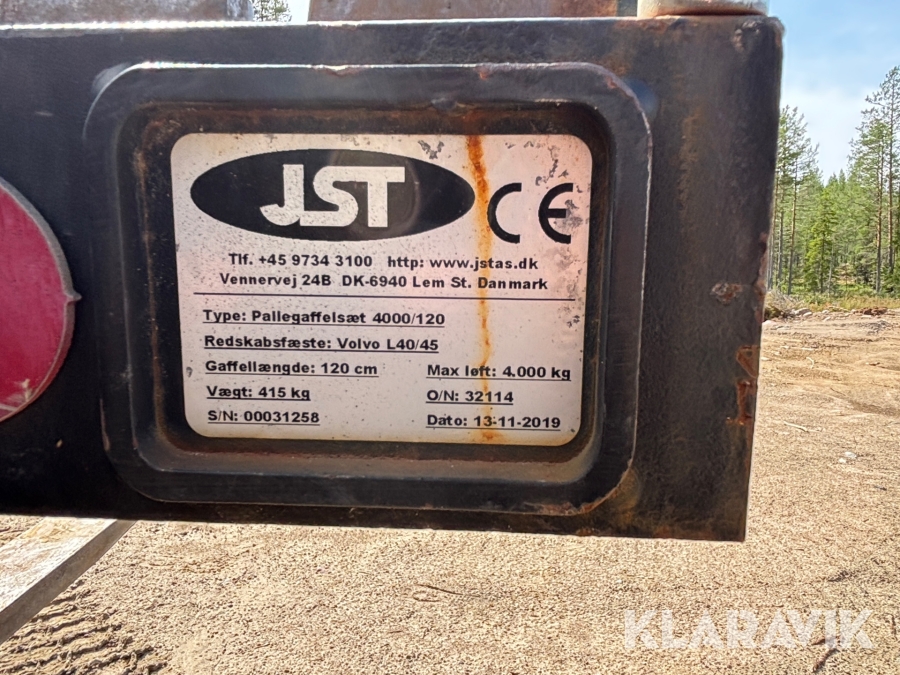 JST CE
Tlf. +45 9734 3100 http: www.jstas.dk
Vennervej 24B DK-6940 Lem St. Danmark
Type: Pallegaffelsæt 4000/120
Redskabsfæste: Volvo L40/45
Gaffellængde: 120 cm Max løft: 4.000 kg
Vægt: 415 kg O/N: 32114
S/N: 00031258 Dato: 13-11-2019
KLARAVIK